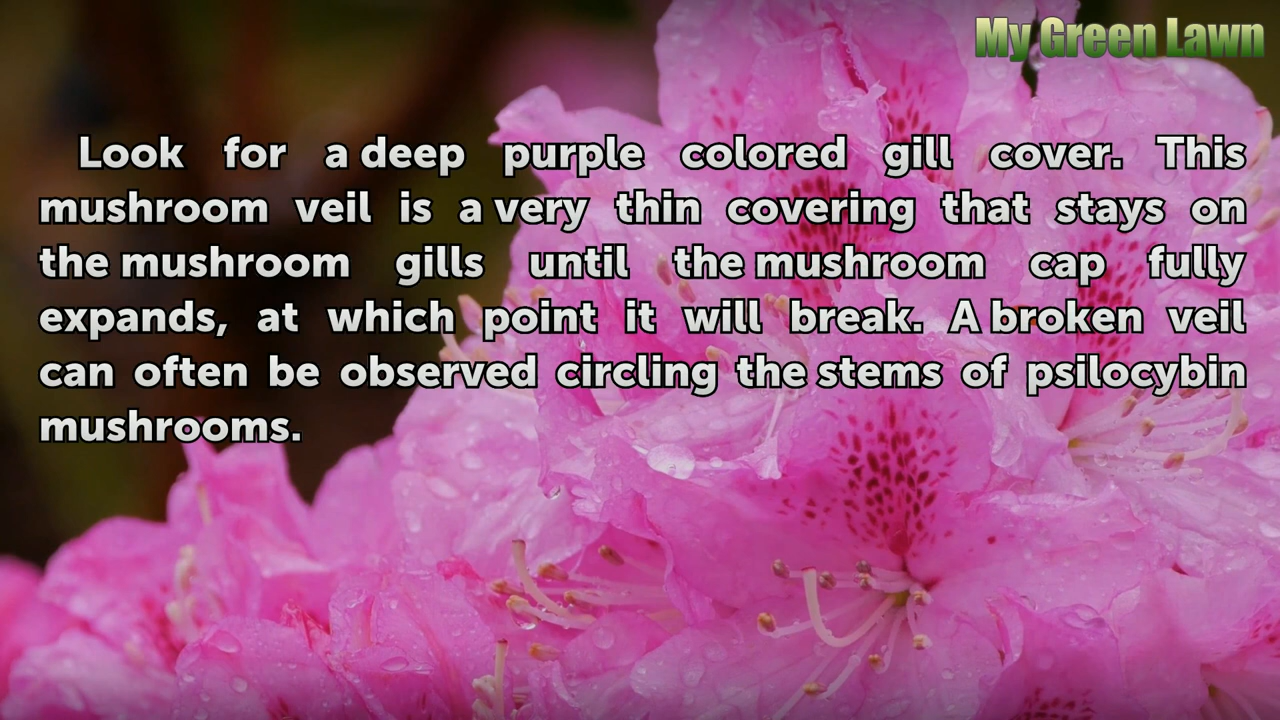 My Green Lawn
Look for a deep purple colored gill cover. This
mushroom veil is a very thin covering that stays on
the mushroom gills until the mushroom cap fully
expands, at which point it will break. A broken veil
can often be observed circling the stems of psilocybin
mushrooms.